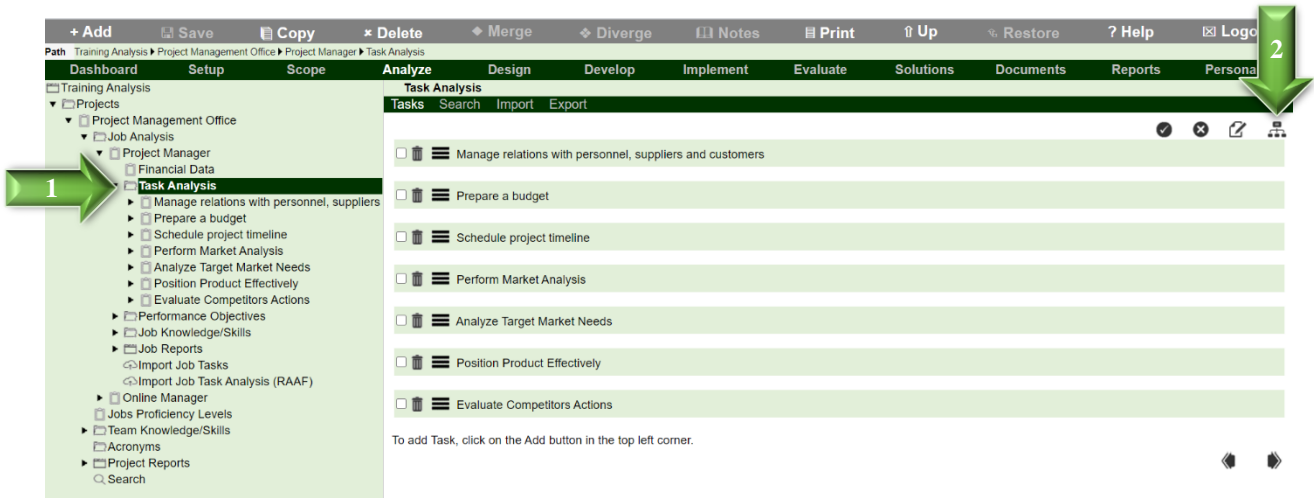 + Add Save Copy × Delete Merge Diverge Notes Print Up Restore ? Help Logo
2
Path Training Analysis Project Management Office Project Manager Task Analysis
Dashboard Setup Scope Analyze Design Develop Implement Evaluate Solutions Documents Reports Persona
Training Analysis
Projects
Project Management Office
Job Analysis
Project Manager
Financial Data
1
Task Analysis
Manage relations with personnel, suppliers
Prepare a budget
Schedule project timeline
Perform Market Analysis
Analyze Target Market Needs
Position Product Effectively
Evaluate Competitors Actions
Performance Objectives
Job Knowledge/Skills
Job Reports
Import Job Tasks
Import Job Task Analysis (RAAF)
Online Manager
Jobs Proficiency Levels
Team Knowledge/Skills
Acronyms
Project Reports
Search
Task Analysis
Tasks Search Import Export
Manage relations with personnel, suppliers and customers
Prepare a budget
Schedule project timeline
Perform Market Analysis
Analyze Target Market Needs
Position Product Effectively
Evaluate Competitors Actions
To add Task, click on the Add button in the top left corner.